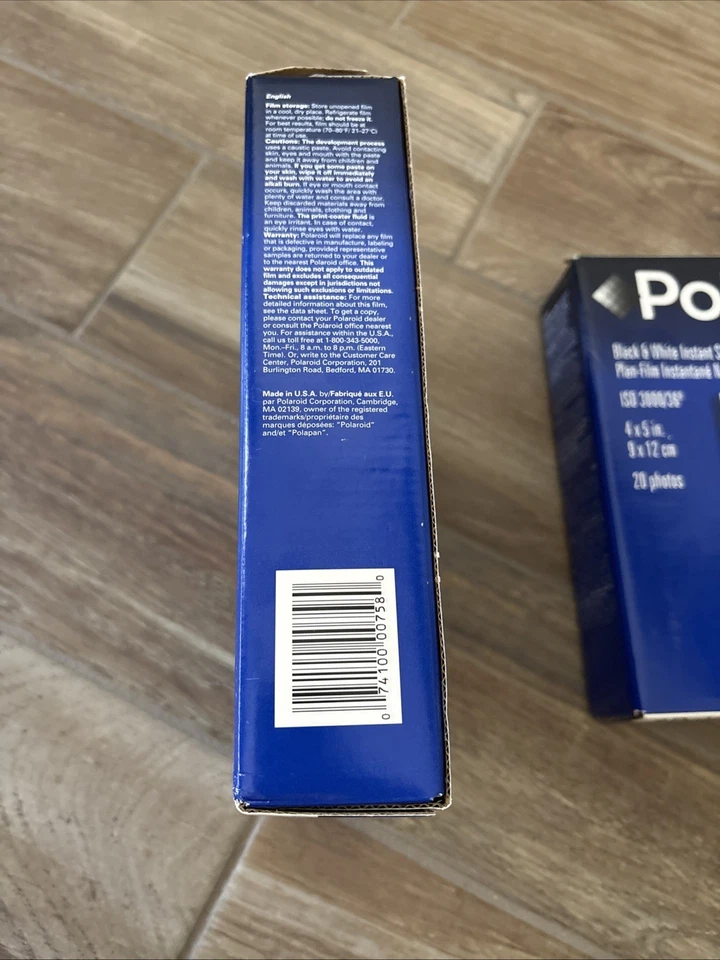 English
Film storage: Store unopened film
in a cool, dry place. Refrigerate film
whenever possible; do not freeze it.
For best results, film should be at
room temperature (70–80°F/ 21–27°C)
at time of use.
Cautions: The development process
uses a caustic paste. Avoid contacting
skin, eyes and mouth with the paste
and keep it away from children and
animals. If you get some paste on
your skin, wipe it off immediately
and wash with water to avoid an
alkali burn. If eye or mouth contact
occurs, quickly wash the area with
plenty of water and consult a doctor.
Keep discarded materials away from
children, animals, clothing and
furniture. The print-coater fluid is
an eye irritant. In case of contact,
quickly rinse eyes with water.
Warranty: Polaroid will replace any film
that is defective in manufacture, labeling
or packaging, provided representative
samples are returned to your dealer or
to the nearest Polaroid office. This
warranty does not apply to outdated
film and excludes all consequential
damages except in jurisdictions not
allowing such exclusions or limitations.
Technical assistance: For more
detailed information about this film,
see the data sheet. To get a copy,
please contact your Polaroid dealer
or consult the Polaroid office nearest
you. For assistance within the U.S.A.,
call us toll free at 1-800-343-5000,
Mon.–Fri., 8 a.m. to 8 p.m. (Eastern
Time). Or, write to the Customer Care
Center, Polaroid Corporation, 201
Burlington Road, Bedford, MA 01730.
Made in U.S.A. by/Fabriqué aux E.U.
par Polaroid Corporation, Cambridge,
MA 02139, owner of the registered
trademarks/propriétaire des
marques déposées: "Polaroid"
and/et "Polapan".
0 74100 00758 0
Po
Black & White Instant
Plan-Film Instantané
ISO 3000/36°
4 x 5 in.
9 x 12 cm
20 photos